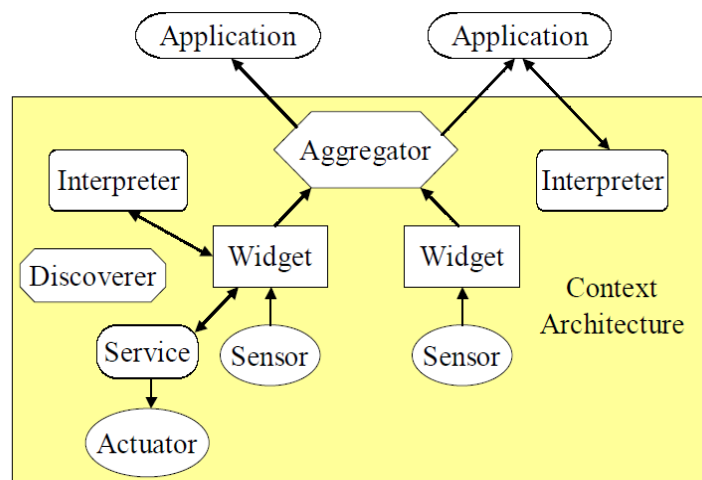 Application
Application
Aggregator
Interpreter
Interpreter
Widget
Widget
Discoverer
Context
Architecture
Service
Sensor
Sensor
Actuator